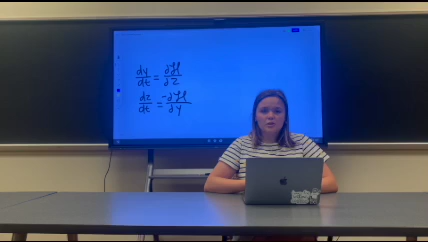 dy/dt = ∂H/∂z
dz/dt = -∂H/∂y